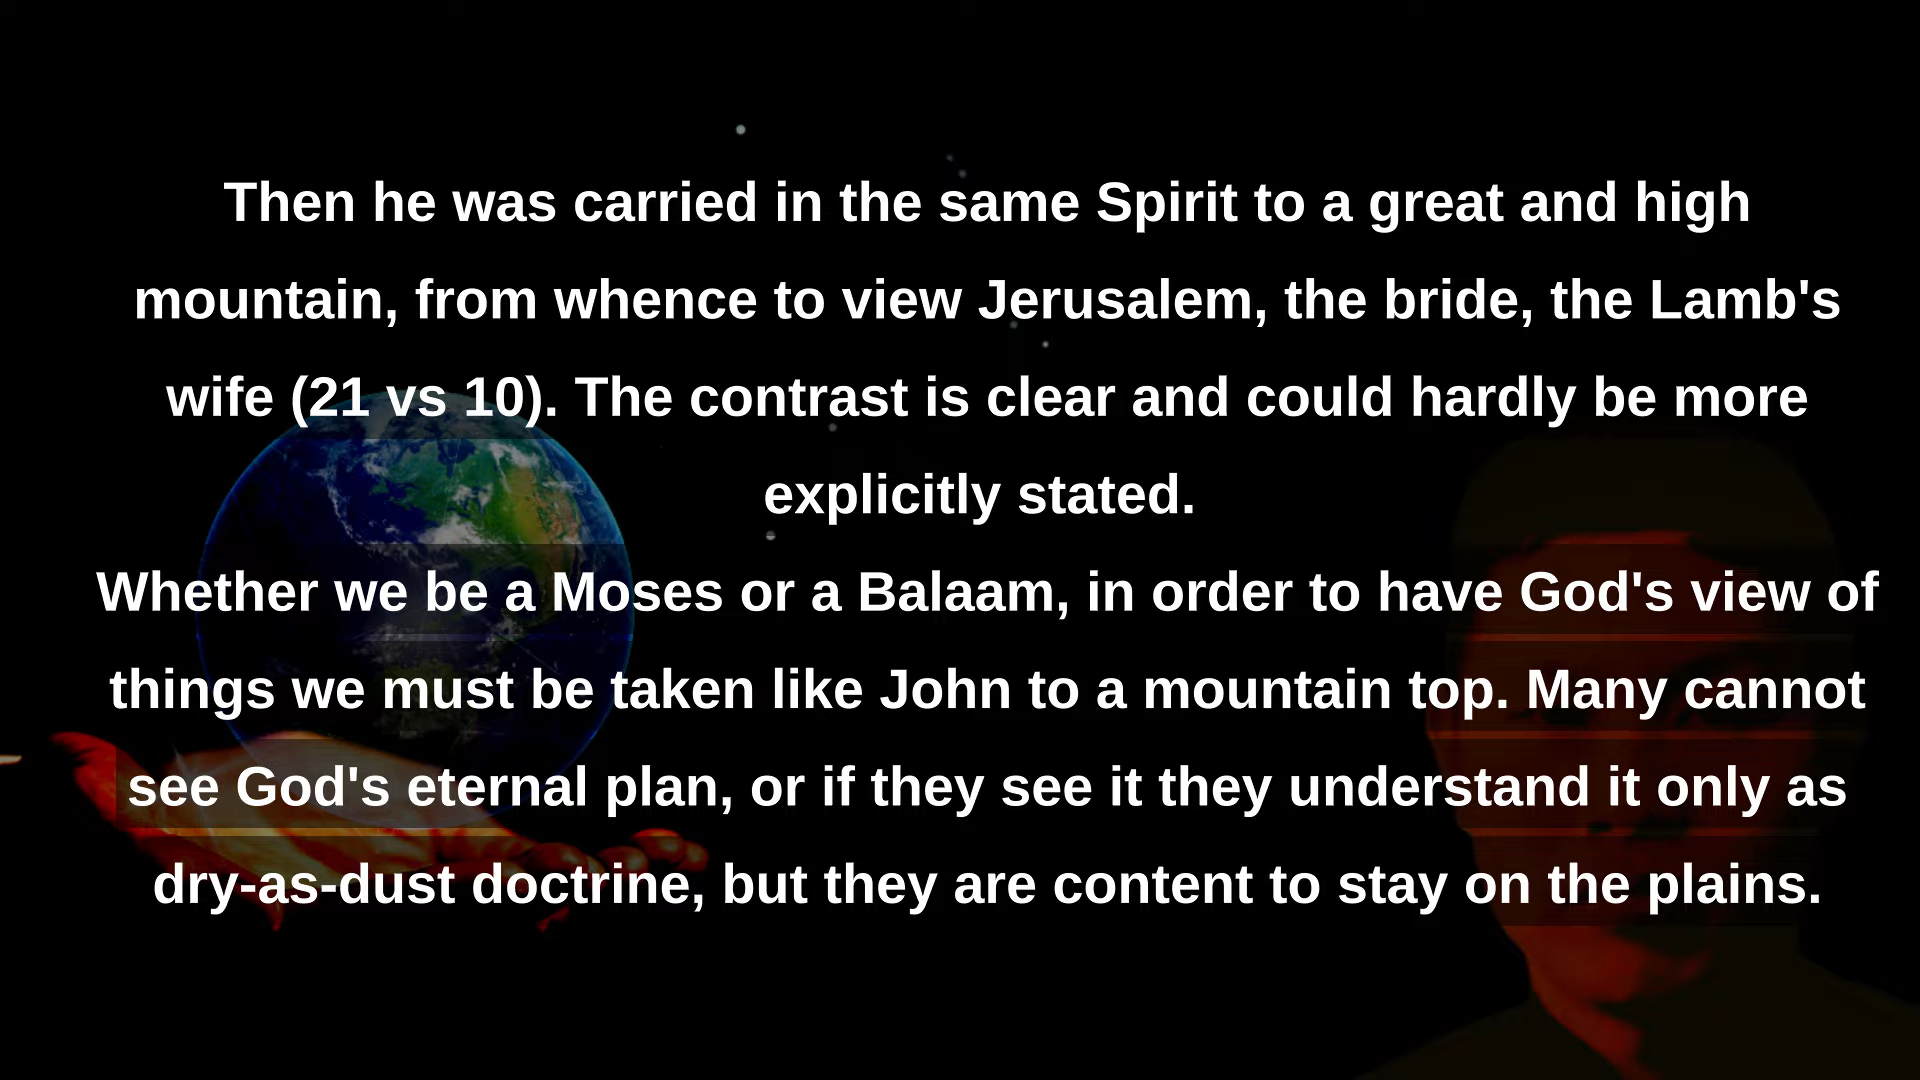 Then he was carried in the same Spirit to a great and high
mountain, from whence to view Jerusalem, the bride, the Lamb's
wife (21 vs 10). The contrast is clear and could hardly be more
explicitly stated.
Whether we be a Moses or a Balaam, in order to have God's view of
things we must be taken like John to a mountain top. Many cannot
see God's eternal plan, or if they see it they understand it only as
dry-as-dust doctrine, but they are content to stay on the plains.